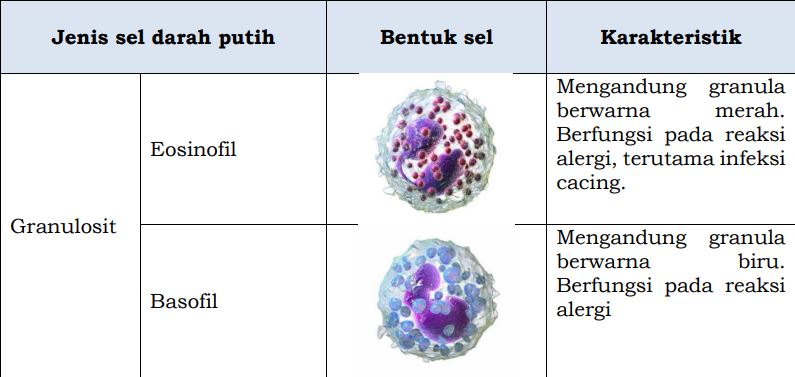 Jenis sel darah putih
Bentuk sel
Karakteristik
Granulosit
Eosinofil
Mengandung granula
berwarna merah.
Berfungsi pada reaksi
alergi, terutama infeksi
cacing.
Basofil
Mengandung granula
berwarna biru.
Berfungsi pada reaksi
alergi